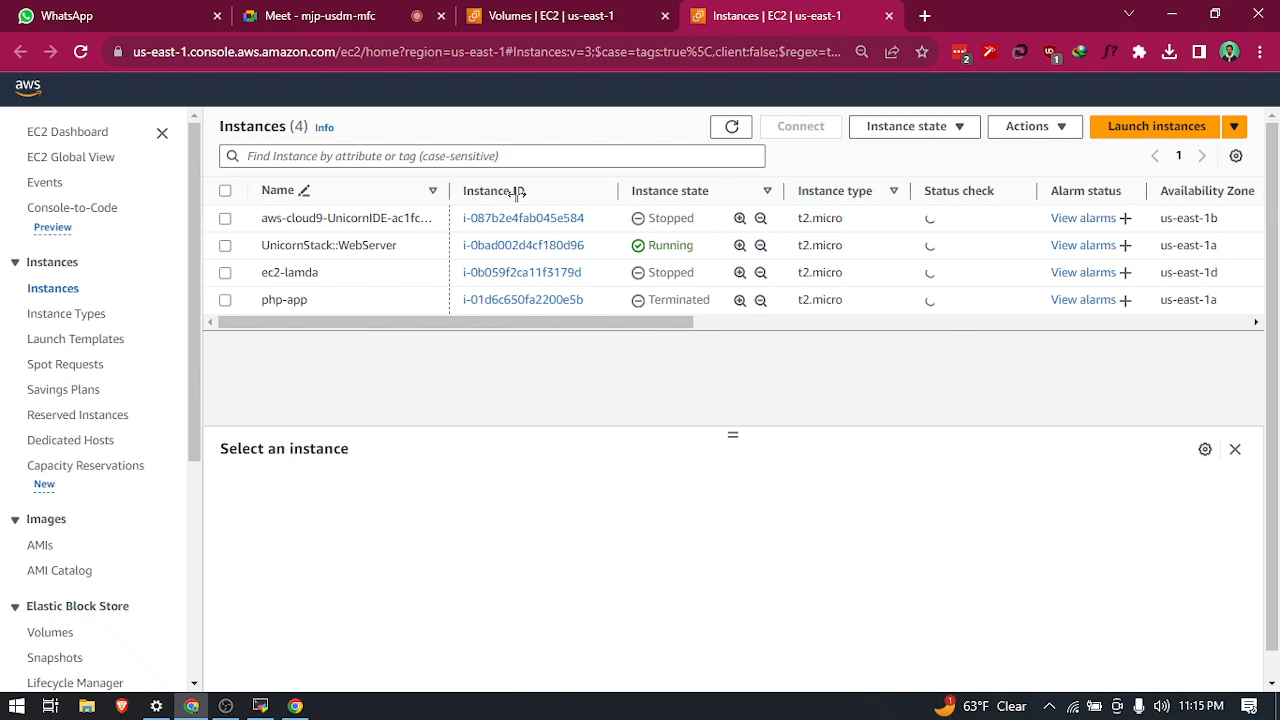 WhatsApp
Meet - mjp-usdm-mfc
Volumes | EC2 | us-east-1
Instances | EC2 | us-east-1
us-east-1.console.aws.amazon.com/ec2/home?region=us-east-1#Instances:v=3;$case=tags:true%5C,client:false;$regex=t...
2
1
f?
aws
EC2 Dashboard
EC2 Global View
Events
Console-to-Code
Preview
Instances
Instances
Instance Types
Launch Templates
Spot Requests
Savings Plans
Reserved Instances
Dedicated Hosts
Capacity Reservations
New
Images
AMIs
AMI Catalog
Elastic Block Store
Volumes
Snapshots
Lifecycle Manager
Instances (4) Info
Connect
Instance state
Actions
Launch instances
Find Instance by attribute or tag (case-sensitive)
1
Name Instance ID Instance state Instance type Status check Alarm status Availability Zone
aws-cloud9-UnicornIDE-ac1fc... i-087b2e4fab045e584 Stopped t2.micro View alarms + us-east-1b
UnicornStack::WebServer i-0bad002d4cf180d96 Running t2.micro View alarms + us-east-1a
ec2-lamda i-0b059f2ca11f3179d Stopped t2.micro View alarms + us-east-1d
php-app i-01d6c650fa2200e5b Terminated t2.micro View alarms + us-east-1a
Select an instance
1
63°F Clear
11:15 PM